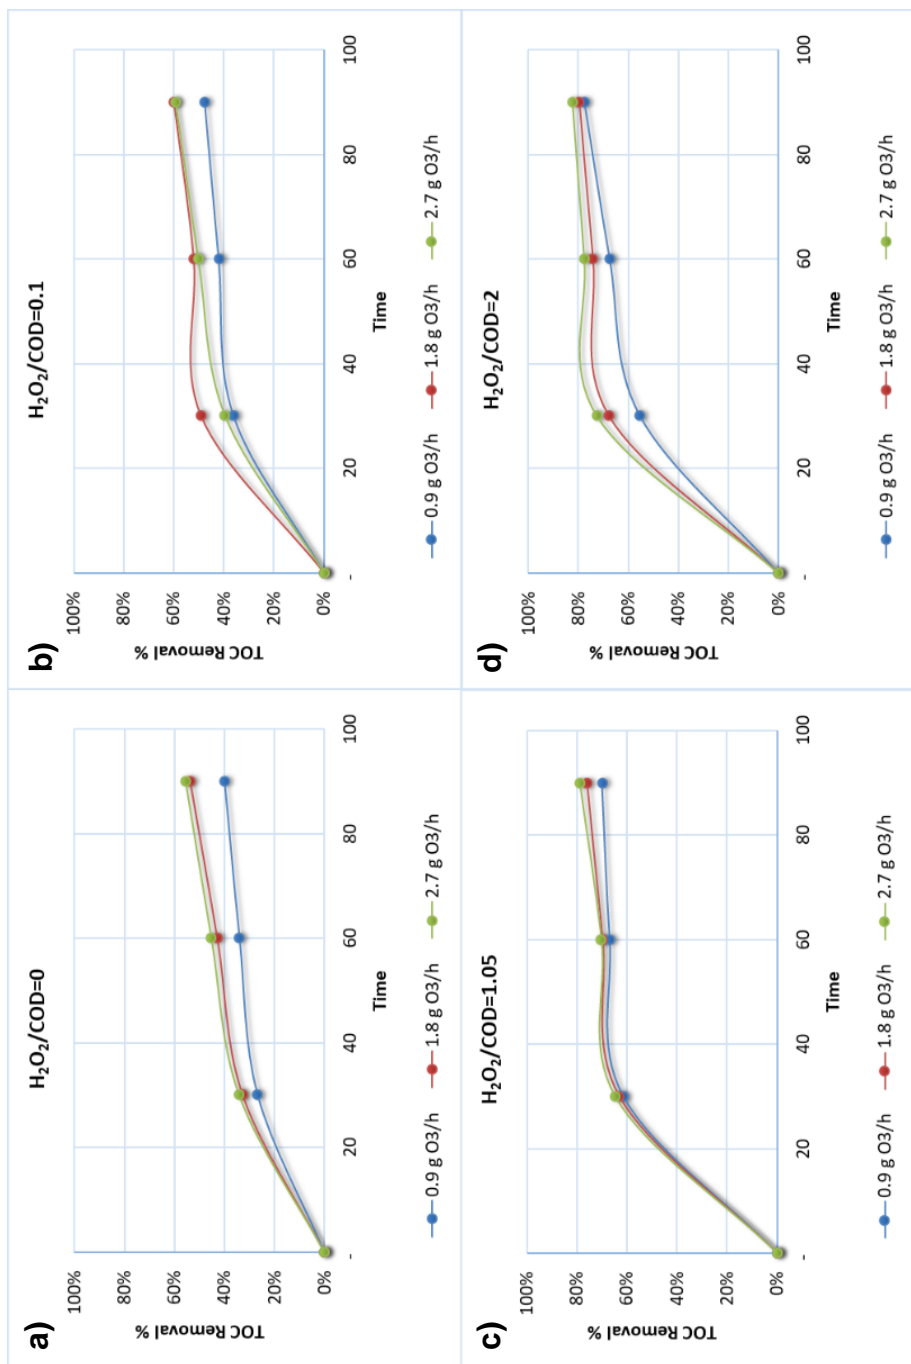 a)
H₂O₂/COD=0
TOC Removal %
100%
80%
60%
40%
20%
0%
- 20 40 60 80 100
Time
0.9 g O3/h 1.8 g O3/h 2.7 g O3/h
b)
H₂O₂/COD=0.1
TOC Removal %
100%
80%
60%
40%
20%
0%
- 20 40 60 80 100
Time
0.9 g O3/h 1.8 g O3/h 2.7 g O3/h
c)
H₂O₂/COD=1.05
TOC Removal %
100%
80%
60%
40%
20%
0%
- 20 40 60 80 100
Time
0.9 g O3/h 1.8 g O3/h 2.7 g O3/h
d)
H₂O₂/COD=2
TOC Removal %
100%
80%
60%
40%
20%
0%
- 20 40 60 80 100
Time
0.9 g O3/h 1.8 g O3/h 2.7 g O3/h